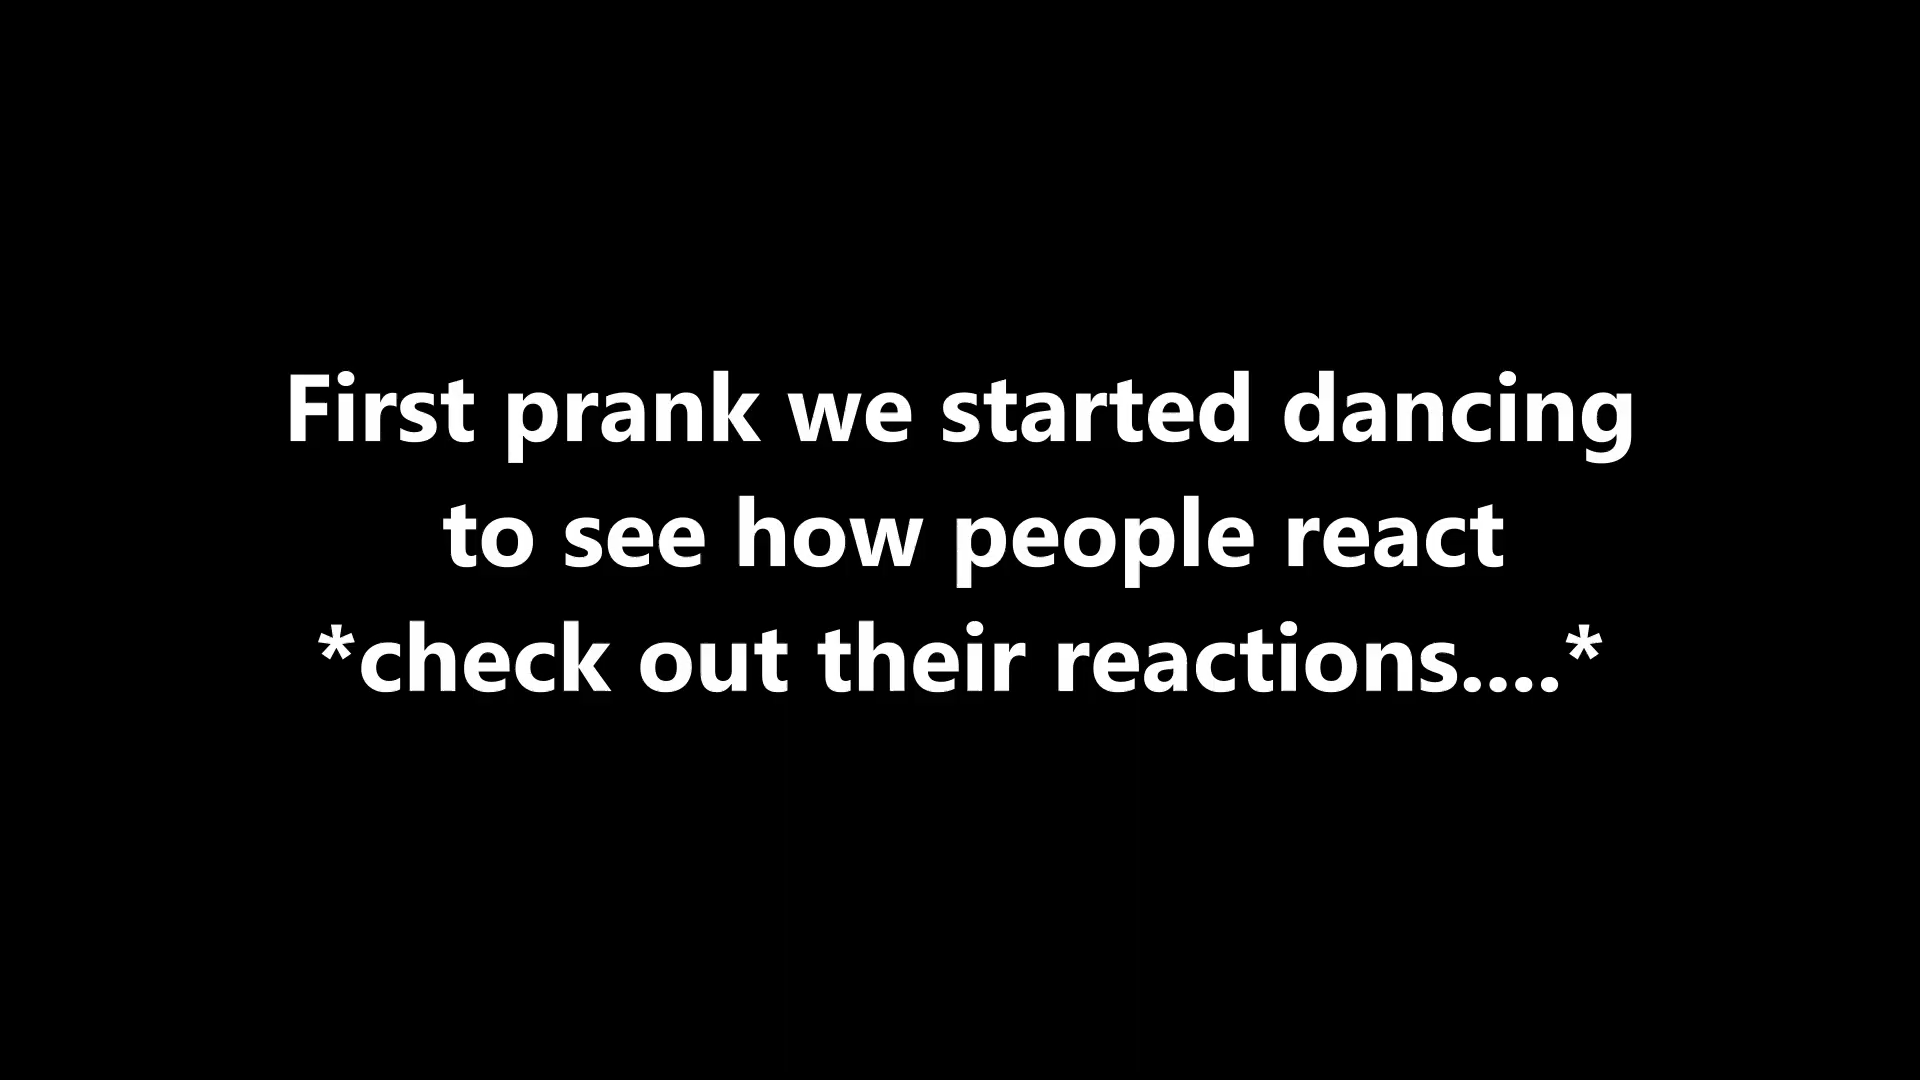 First prank we started dancing
to see how people react
*check out their reactions....*